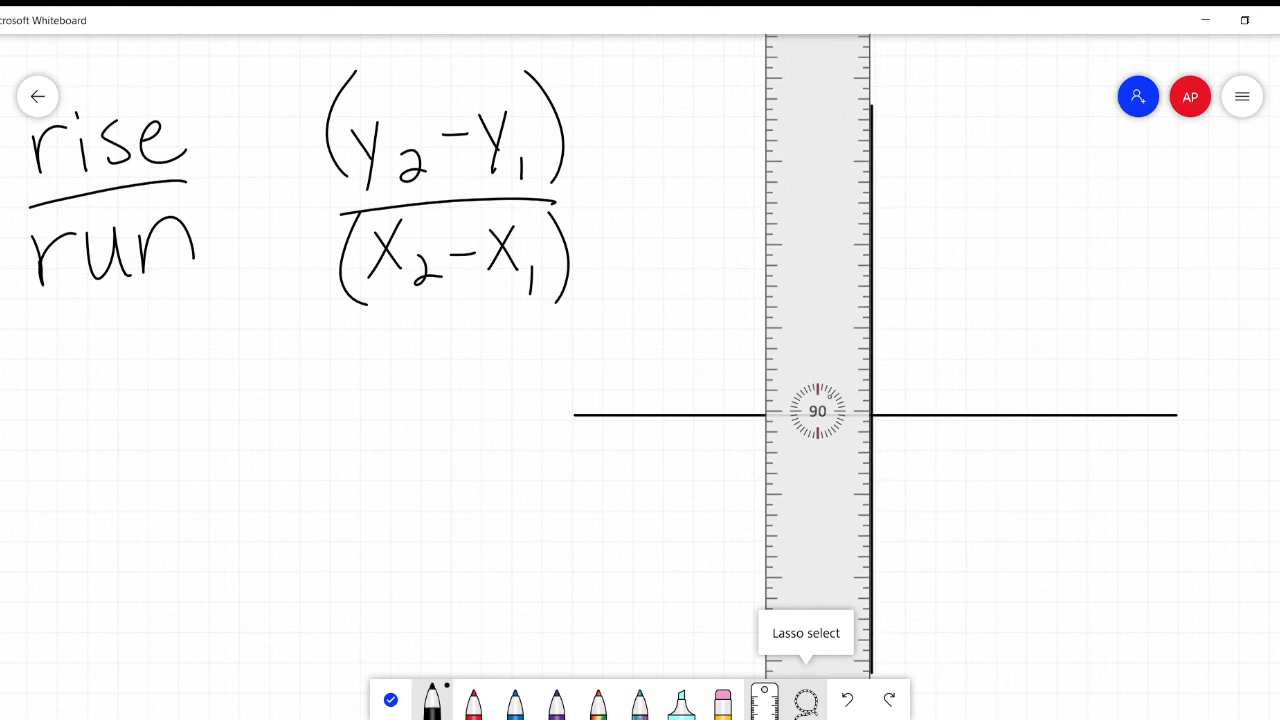 crosoft Whiteboard
AP
rise
run
(y₂-y₁)
(x₂-x₁)
90°
Lasso select